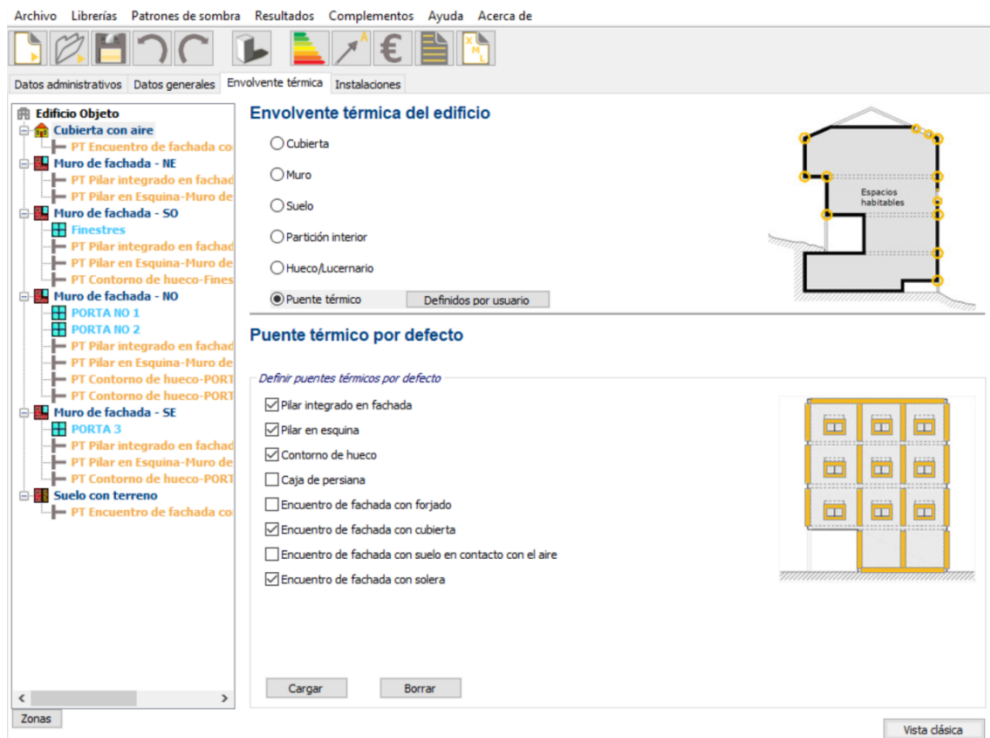 Archivo Librerías Patrones de sombra Resultados Complementos Ayuda Acerca de
A € X M L
Datos administrativos Datos generales Envolvente térmica Instalaciones
Edificio Objeto
Cubierta con aire
PT Encuentro de fachada co
Muro de fachada - NE
PT Pilar integrado en fachad
PT Pilar en Esquina-Muro de
Muro de fachada - SO
Finestres
PT Pilar integrado en fachad
PT Pilar en Esquina-Muro de
PT Contorno de hueco-Fines
Muro de fachada - NO
PORTA NO 1
PORTA NO 2
PT Pilar integrado en fachad
PT Pilar en Esquina-Muro de
PT Contorno de hueco-PORT
PT Contorno de hueco-PORT
Muro de fachada - SE
PORTA 3
PT Pilar integrado en fachad
PT Pilar en Esquina-Muro de
PT Contorno de hueco-PORT
Suelo con terreno
PT Encuentro de fachada co
Zonas
Envolvente térmica del edificio
Cubierta
Muro
Suelo
Partición interior
Hueco/Lucernario
Puente térmico Definidos por usuario
Espacios
habitables
Puente térmico por defecto
Definir puentes térmicos por defecto
Pilar integrado en fachada
Pilar en esquina
Contorno de hueco
Caja de persiana
Encuentro de fachada con forjado
Encuentro de fachada con cubierta
Encuentro de fachada con suelo en contacto con el aire
Encuentro de fachada con solera
Cargar Borrar
Vista clásica